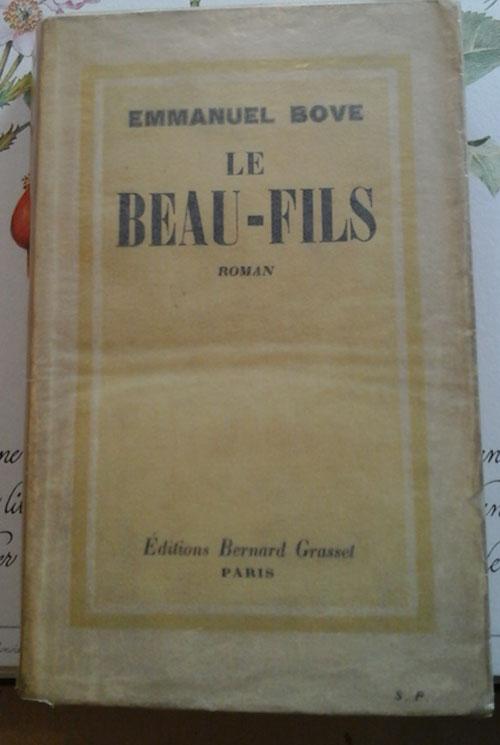 EMMANUEL BOVE
LE
BEAU-FILS
ROMAN
Éditions Bernard Grasset
PARIS
S. P.